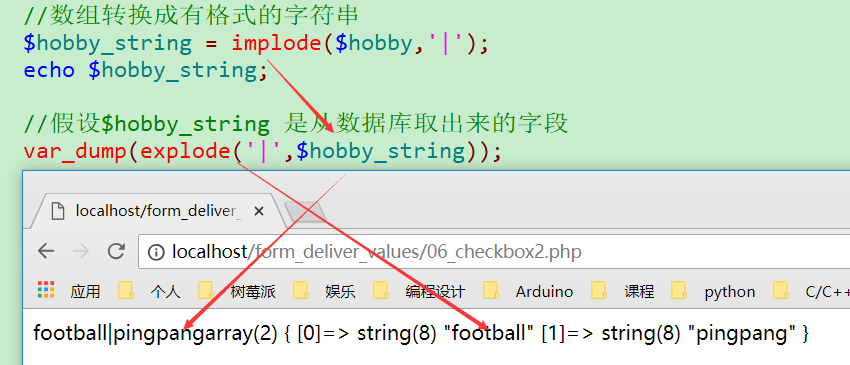 //数组转换成有格式的字符串
$hobby_string = implode($hobby,'|');
echo $hobby_string;
//假设$hobby_string 是从数据库取出来的字段
var_dump(explode('|',$hobby_string));
localhost/form_deliver_
localhost/form_deliver_values/06_checkbox2.php
应用 个人 树莓派 娱乐 编程设计 Arduino 课程 python C/C++
football|pingpangarray(2) { [0]=> string(8) "football" [1]=> string(8) "pingpang" }